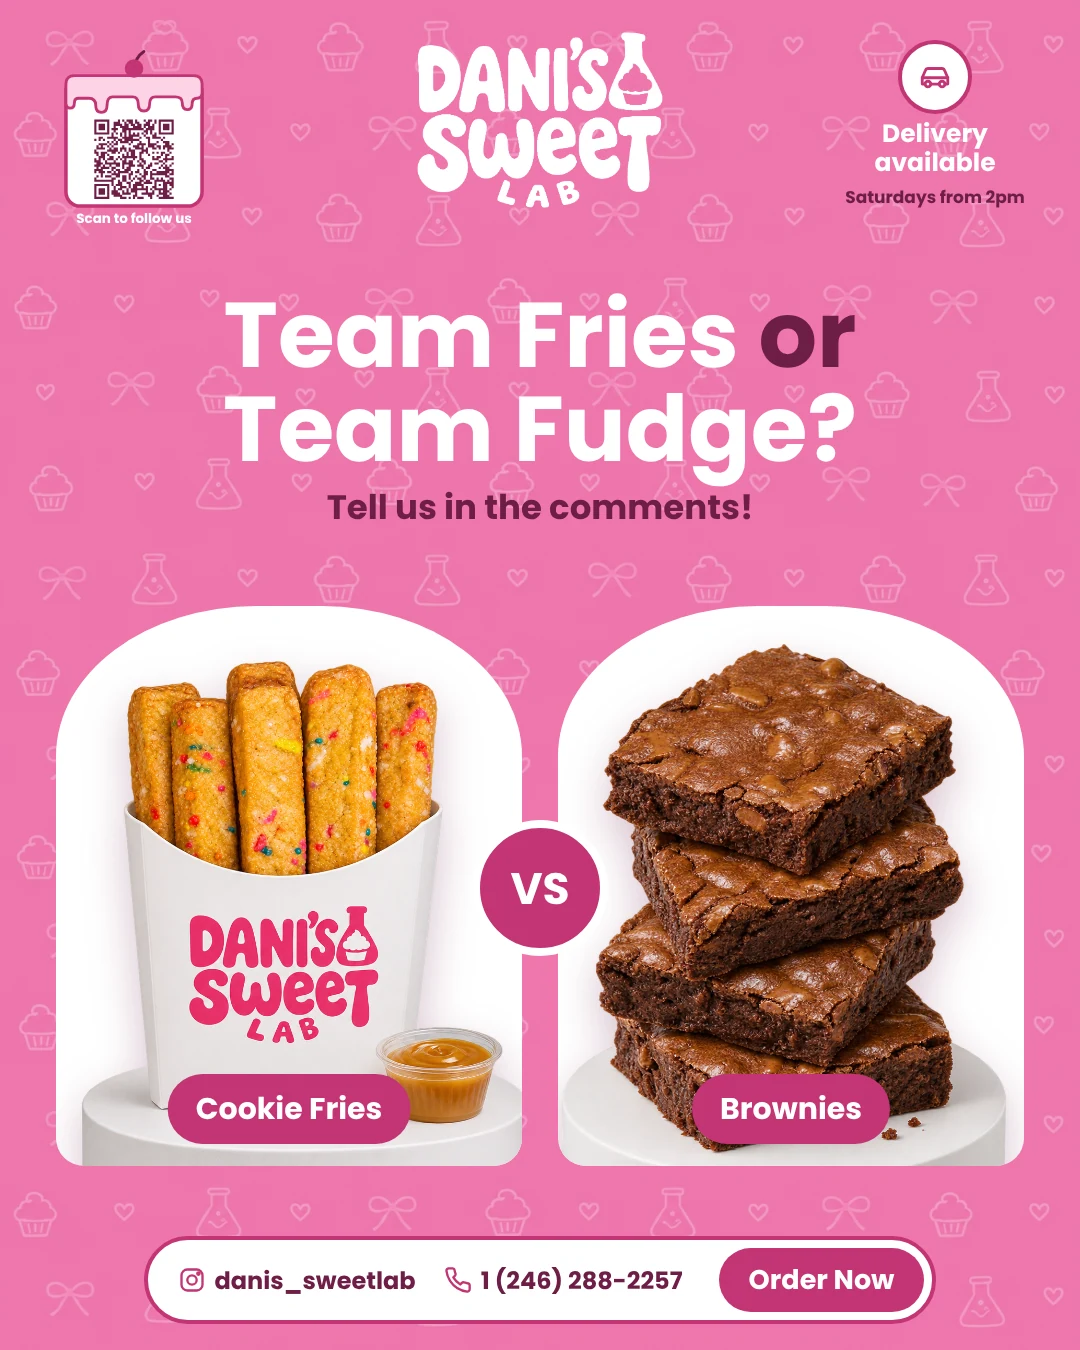 DANI'S
SWEET
LAB
Scan to follow us
Delivery
available
Saturdays from 2pm
Team Fries or
Team Fudge?
Tell us in the comments!
DANI'S
SWEET
LAB
VS
Cookie Fries
Brownies
danis_sweetlab
1 (246) 288-2257
Order Now